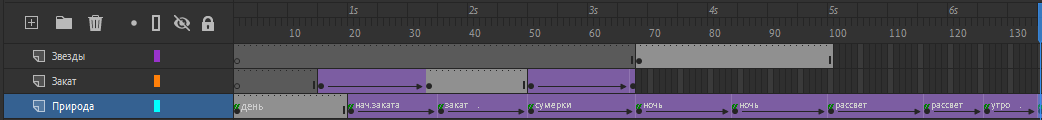 1s 2s 3s 4s 5s 6s
10 20 30 40 50 60 70 80 90 100 110 120 130
Звезды
Закат
Природа день нач.заката закат сумерки ночь ночь рассвет рассвет утро